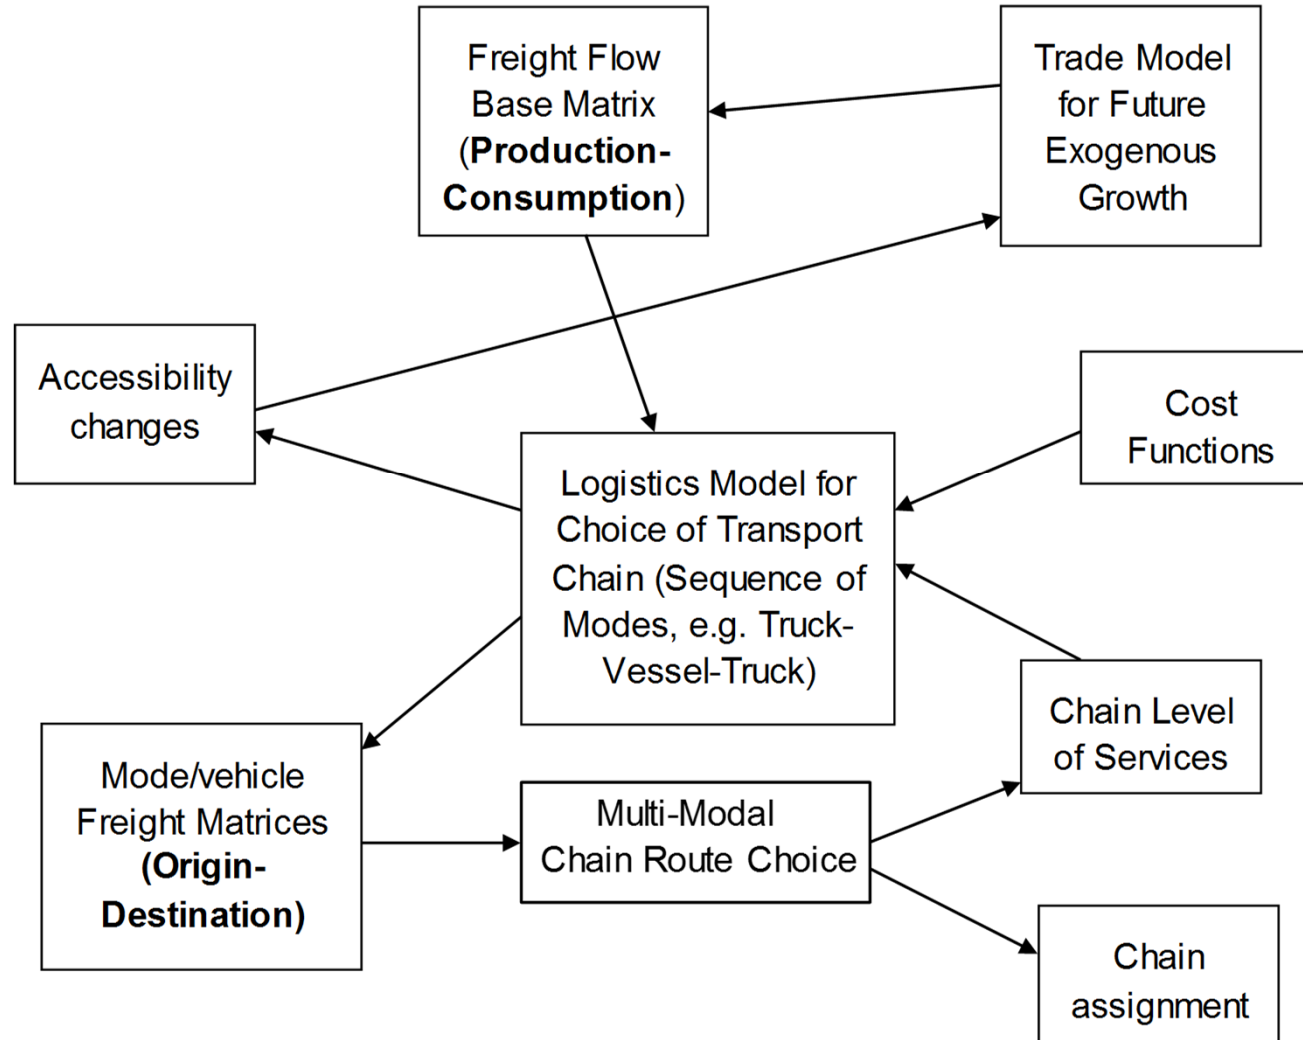 Freight Flow
Base Matrix
(Production-
Consumption)
Trade Model
for Future
Exogenous
Growth
Accessibility
changes
Cost
Functions
Logistics Model for
Choice of Transport
Chain (Sequence of
Modes, e.g. Truck-
Vessel-Truck)
Chain Level
of Services
Mode/vehicle
Freight Matrices
(Origin-
Destination)
Multi-Modal
Chain Route Choice
Chain
assignment